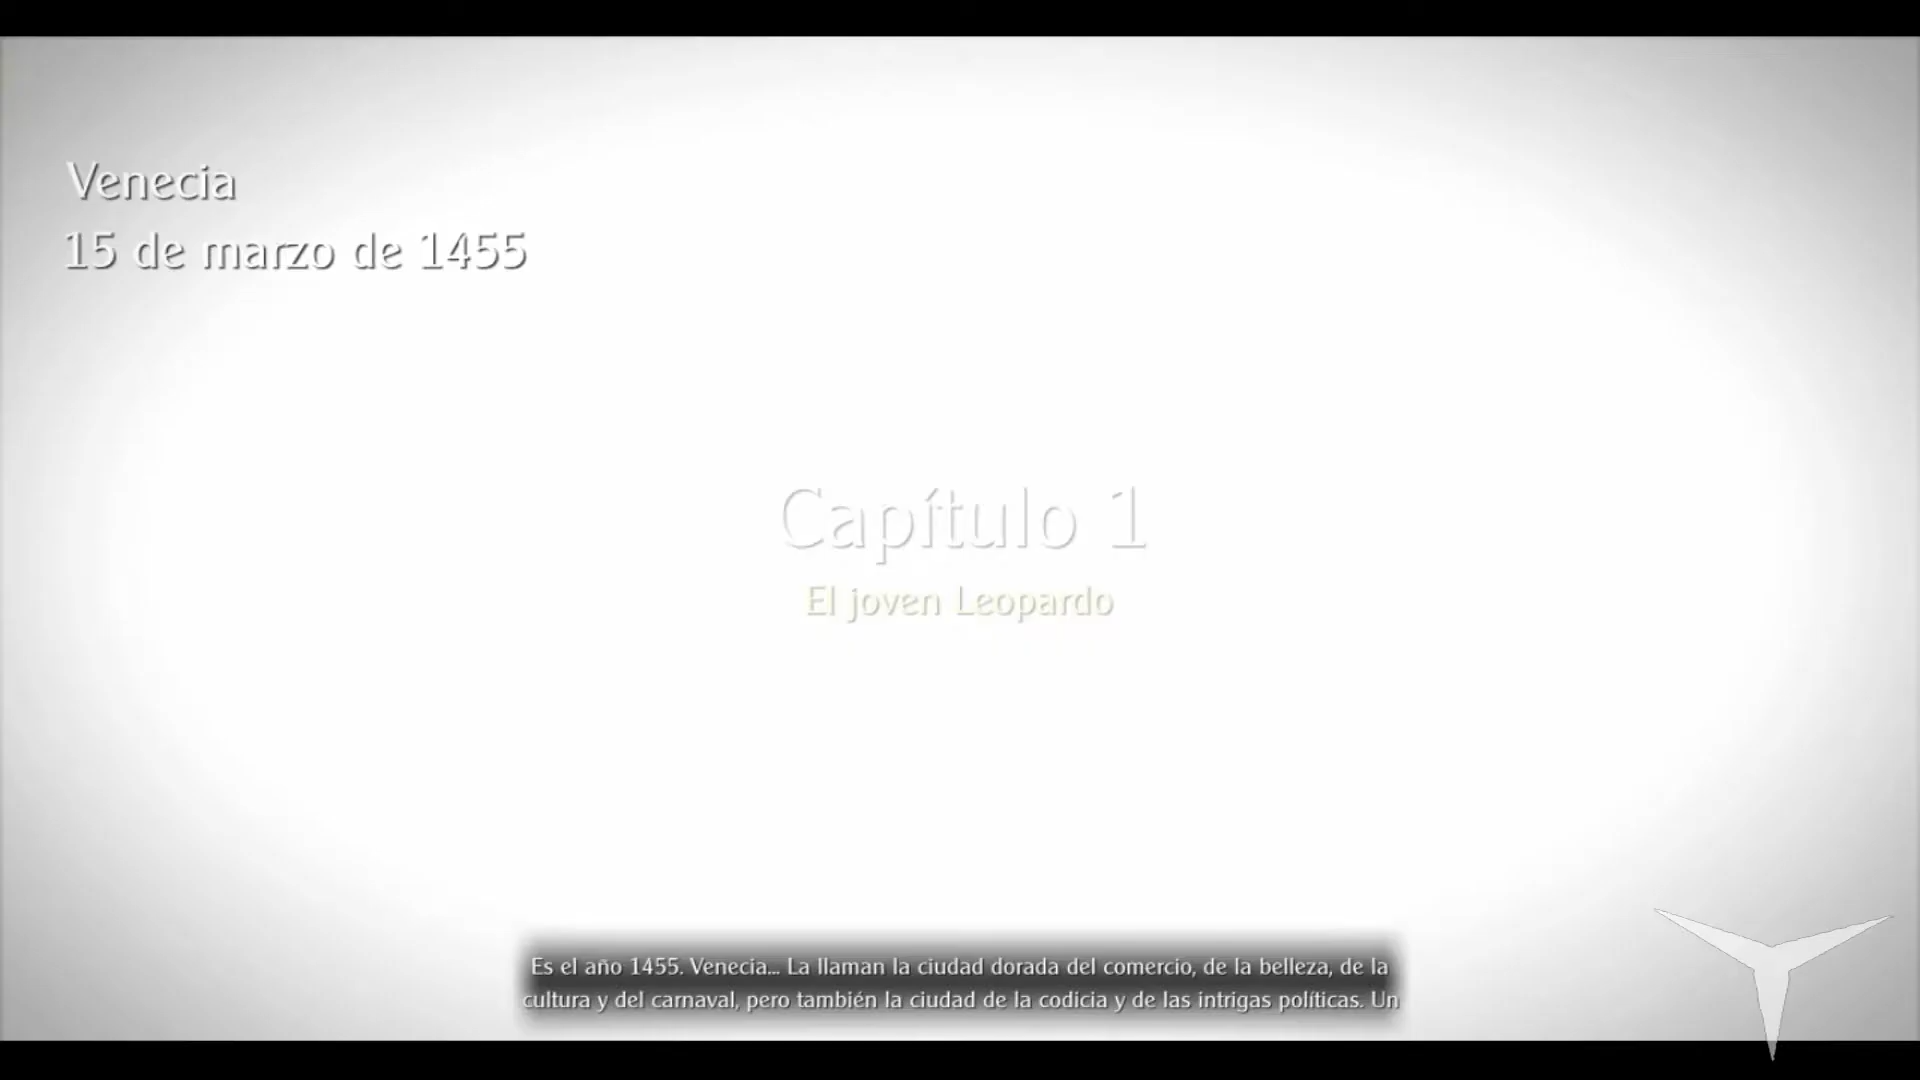 Venecia
15 de marzo de 1455
Capítulo 1
El joven Leopardo
Es el año 1455. Venecia... La llaman la ciudad dorada del comercio, de la belleza, de la
cultura y del carnaval, pero también la ciudad de la codicia y de las intrigas políticas. Un